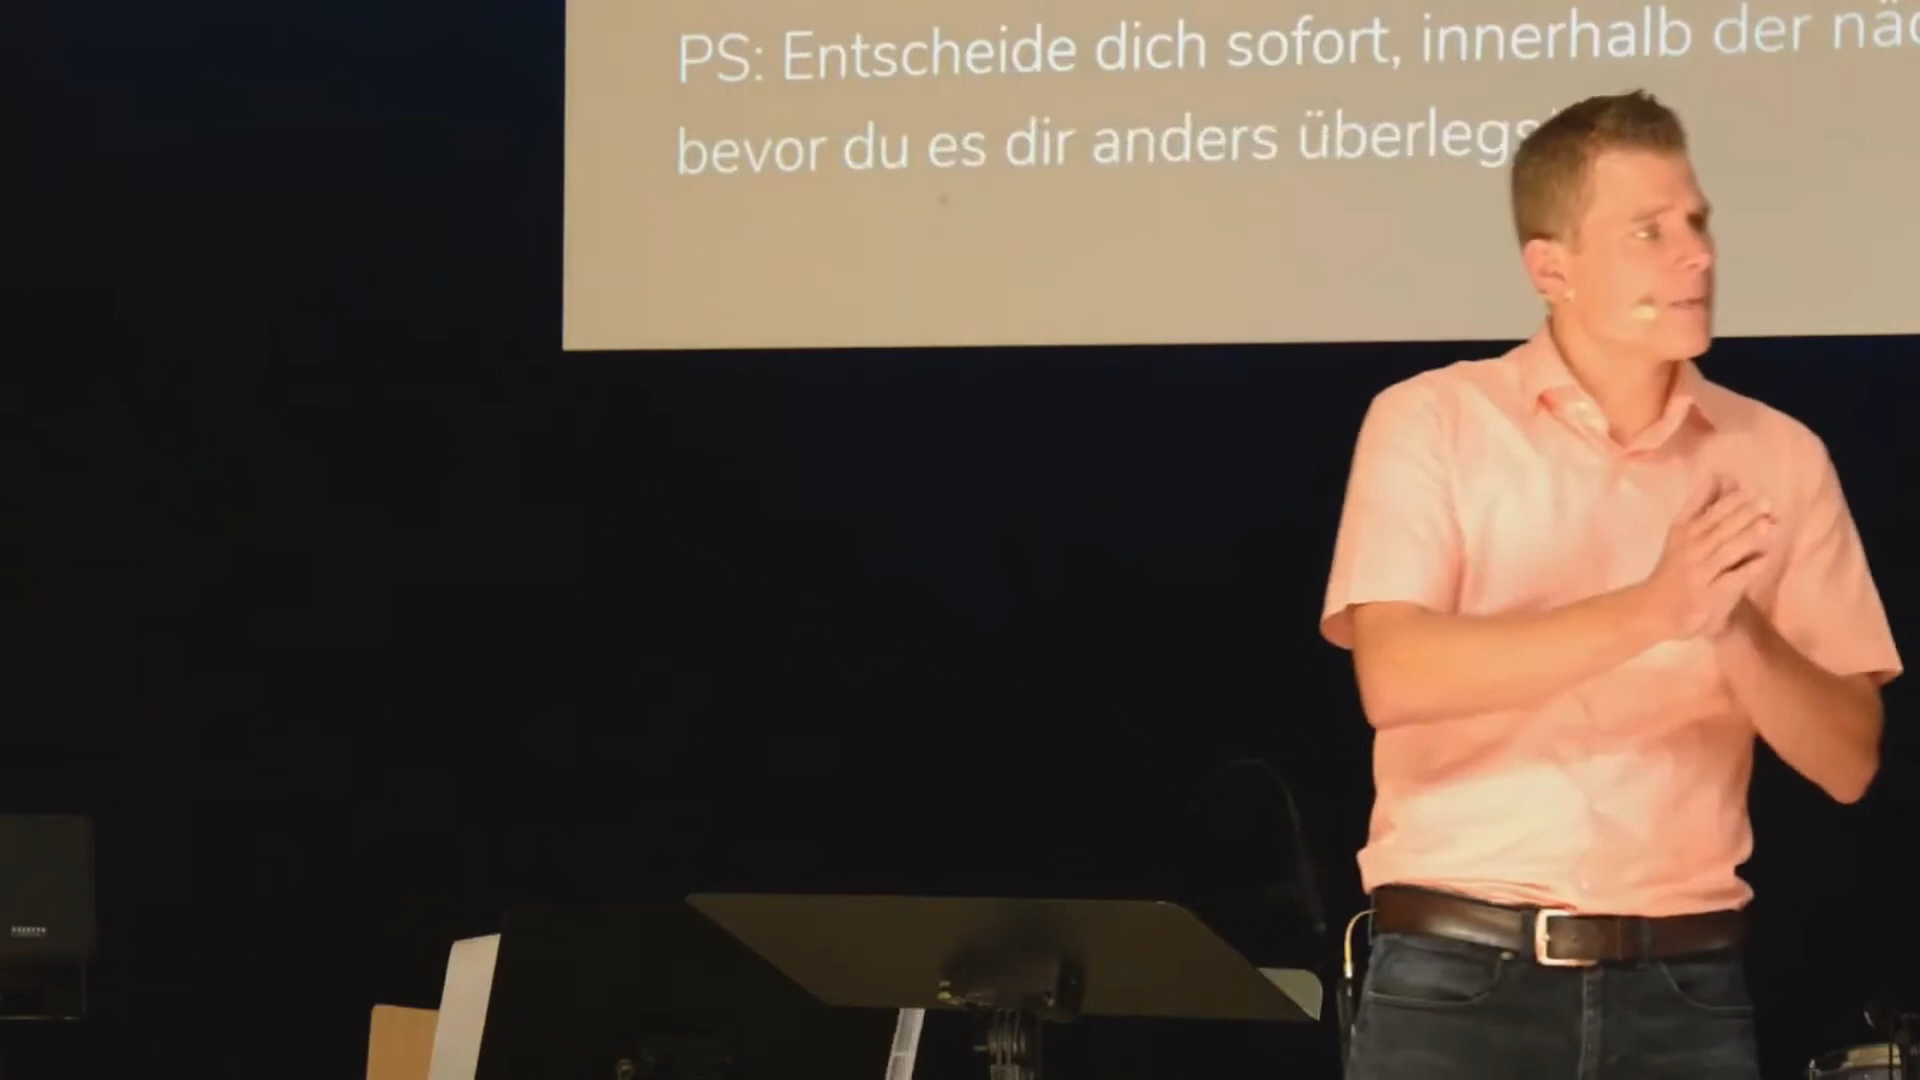 PS: Entscheide dich sofort, innerhalb der
bevor du es dir anders